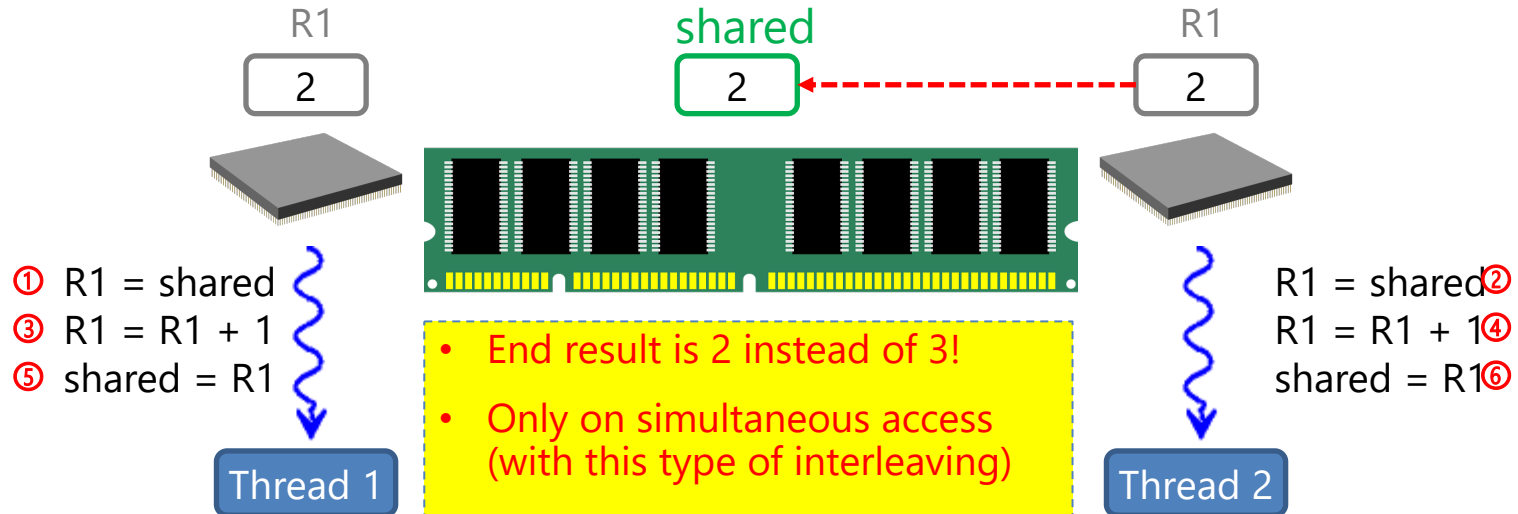 R1
shared
R1
2
2
2
① R1 = shared
③ R1 = R1 + 1
⑤ shared = R1
R1 = shared②
R1 = R1 + 1④
shared = R1⑥
• End result is 2 instead of 3!
• Only on simultaneous access
(with this type of interleaving)
Thread 1
Thread 2